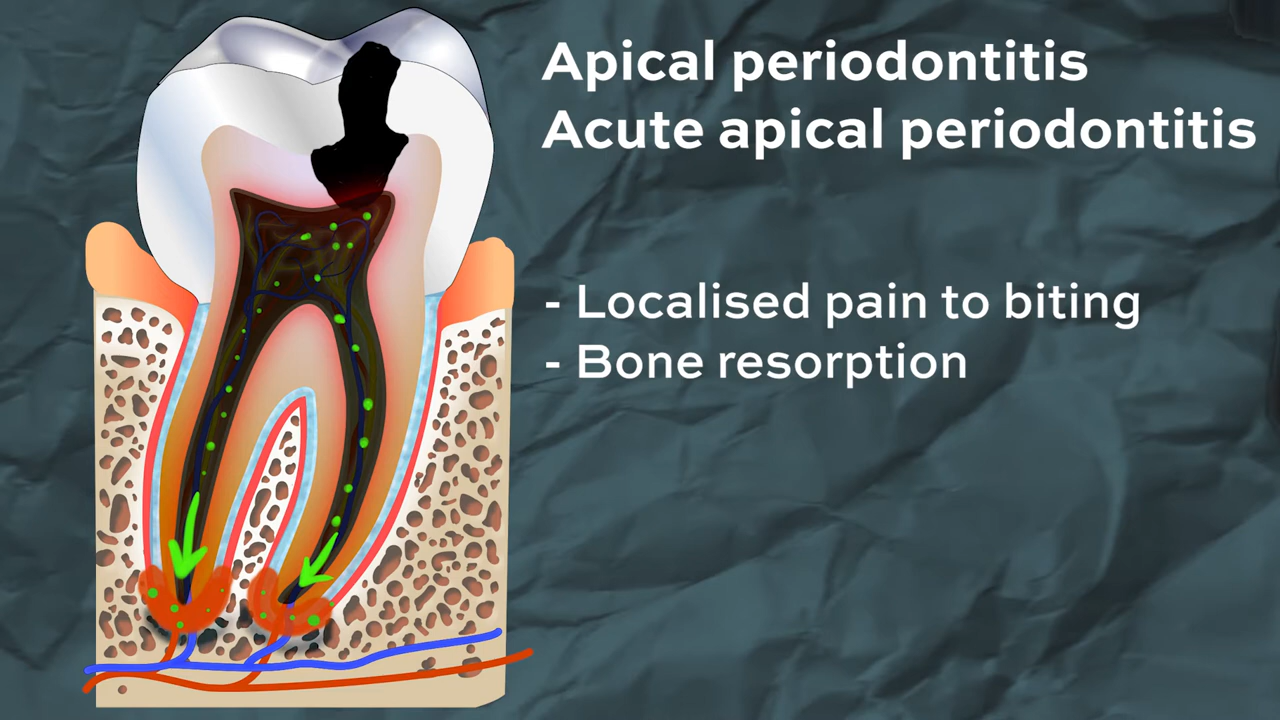 Apical periodontitis
Acute apical periodontitis
- Localised pain to biting
- Bone resorption